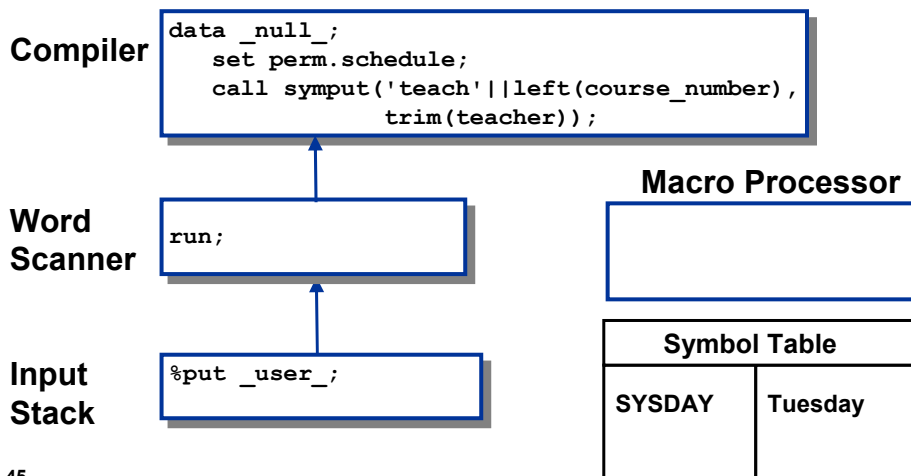 Compiler
data _null_;
set perm.schedule;
call symput('teach'||left(course_number),
trim(teacher));
Macro Processor
Word
Scanner
run;
Symbol Table
Input
Stack
%put _user_;
SYSDAY Tuesday
45